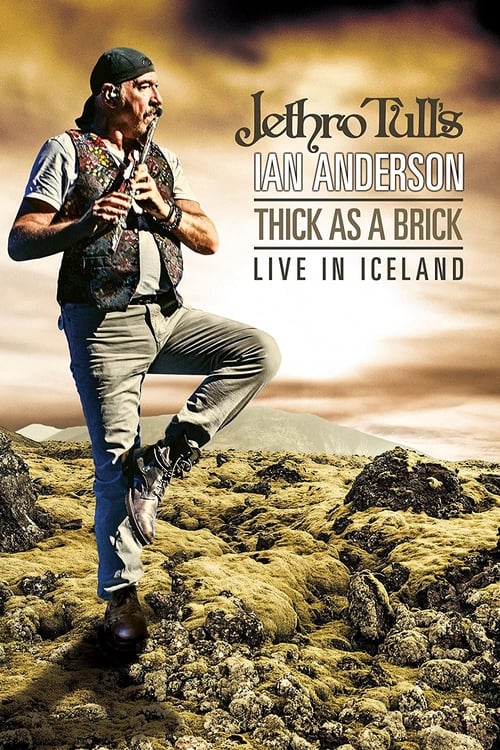 Jethro Tull's
IAN ANDERSON
THICK AS A BRICK
LIVE IN ICELAND